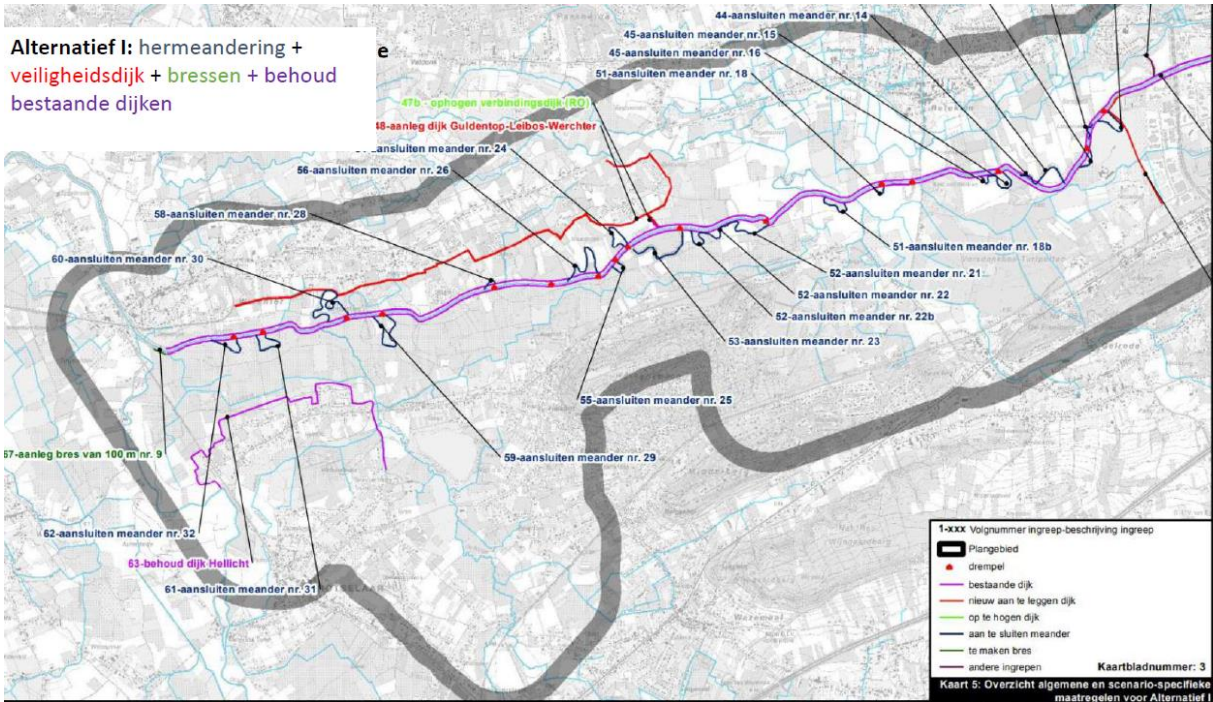 Alternatief I: hermeandering +
veiligheidsdijk + bressen + behoud
bestaande dijken
e
44-aansluiten meander nr. 14
45-aansluiten meander nr. 15
45-aansluiten meander nr. 16
51-aansluiten meander nr. 18
47b - ophogen verbindingsdijk (RO)
48-aanleg dijk Guldentop-Leibos-Werchter
-aansluiten meander nr. 24
56-aansluiten meander nr. 26
58-aansluiten meander nr. 28
60-aansluiten meander nr. 30
51-aansluiten meander nr. 18b
52-aansluiten meander nr. 21
52-aansluiten meander nr. 22
52-aansluiten meander nr. 22b
53-aansluiten meander nr. 23
55-aansluiten meander nr. 25
59-aansluiten meander nr. 29
67-aanleg bres van 100 m nr. 9
62-aansluiten meander nr. 32
63-behoud dijk Hellicht
61-aansluiten meander nr. 31
Wezemaal
1-xxx Volgnummer ingreep-beschrijving ingreep
Plangebied
drempel
bestaande dijk
nieuw aan te leggen dijk
op te hogen dijk
aan te sluiten meander
te maken bres
andere ingrepen
Kaartbladnummer: 3
Kaart 5: Overzicht algemene en scenario-specifieke
maatregelen voor Alternatief I